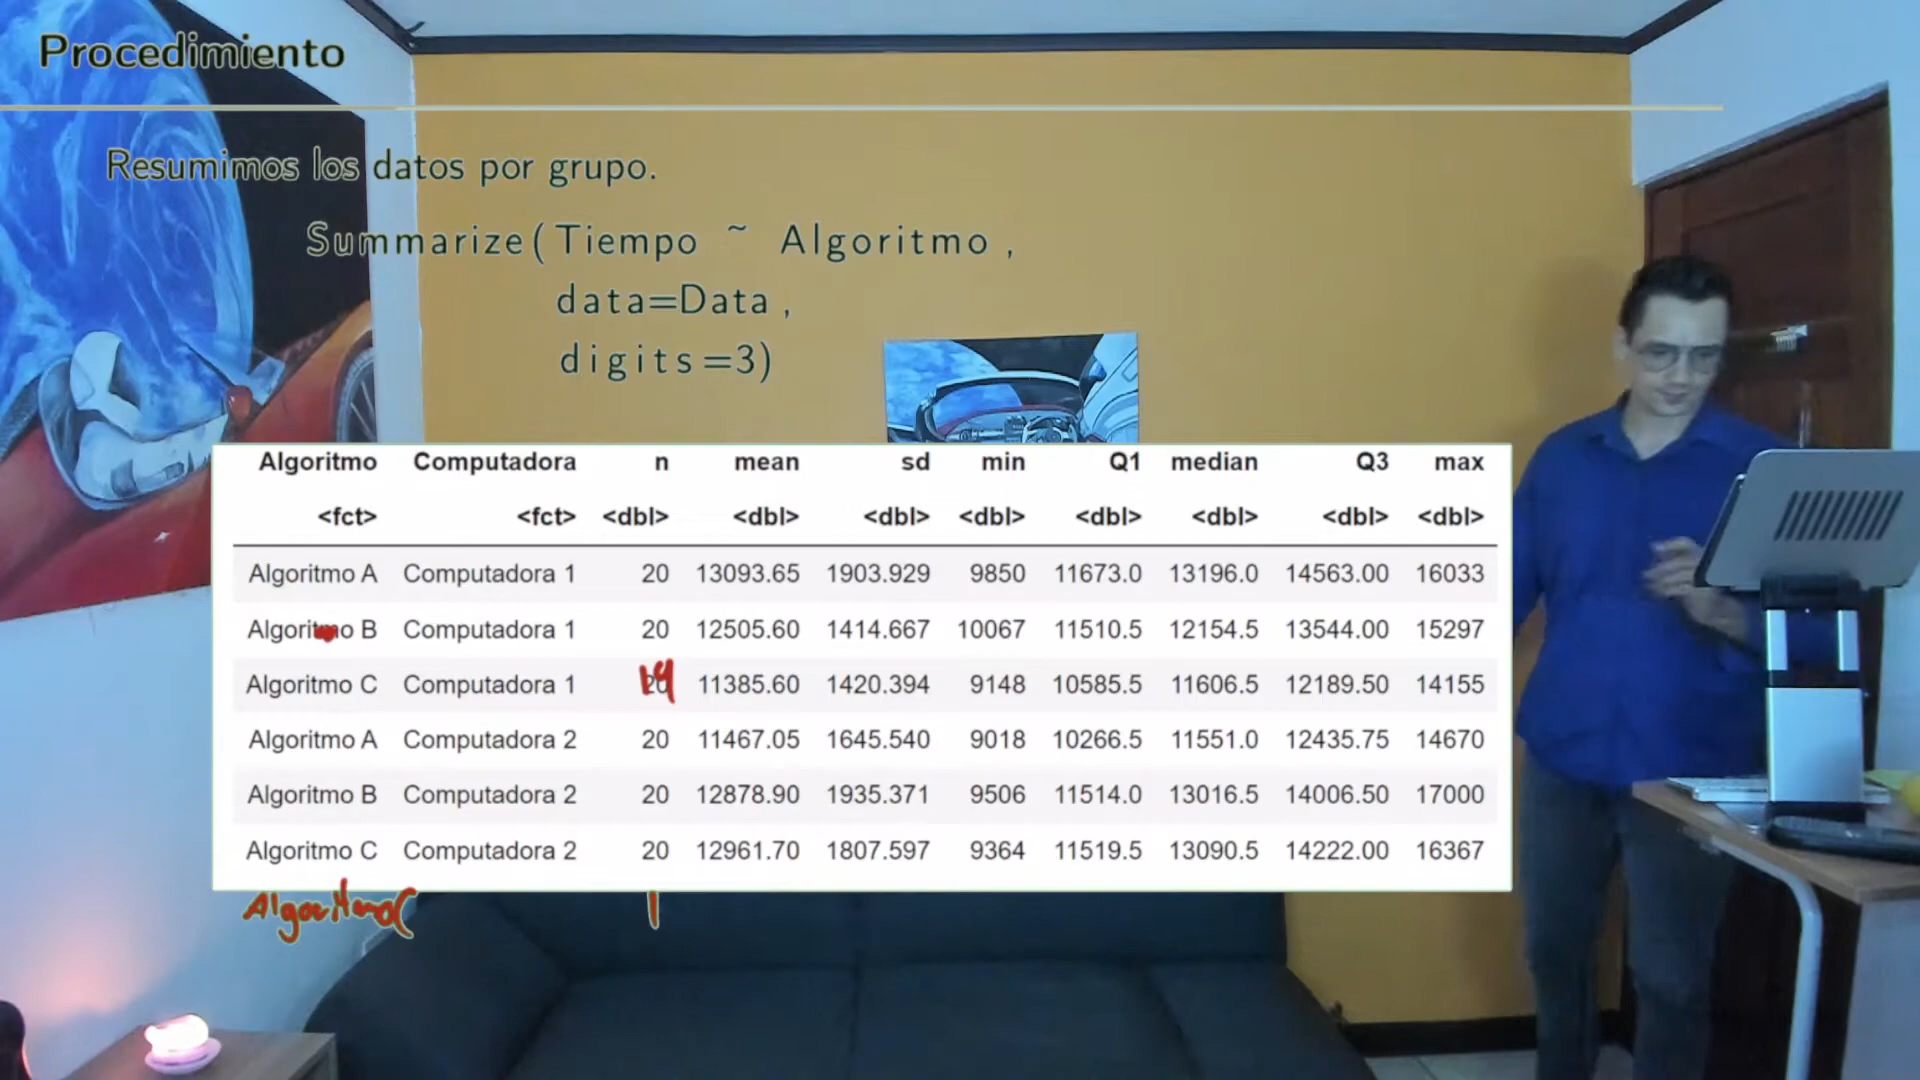 Procedimiento
Resumimos los datos por grupo.
Summarize(Tiempo ~ Algoritmo,
data=Data,
digits=3)
Algoritmo Computadora n mean sd min Q1 median Q3 max
<fct> <fct> <dbl> <dbl> <dbl> <dbl> <dbl> <dbl> <dbl> <dbl>
Algoritmo A Computadora 1 20 13093.65 1903.929 9850 11673.0 13196.0 14563.00 16033
Algoritmo B Computadora 1 20 12505.60 1414.667 10067 11510.5 12154.5 13544.00 15297
Algoritmo C Computadora 1 19 11385.60 1420.394 9148 10585.5 11606.5 12189.50 14155
Algoritmo A Computadora 2 20 11467.05 1645.540 9018 10266.5 11551.0 12435.75 14670
Algoritmo B Computadora 2 20 12878.90 1935.371 9506 11514.0 13016.5 14006.50 17000
Algoritmo C Computadora 2 20 12961.70 1807.597 9364 11519.5 13090.5 14222.00 16367
Algoritmo C 1